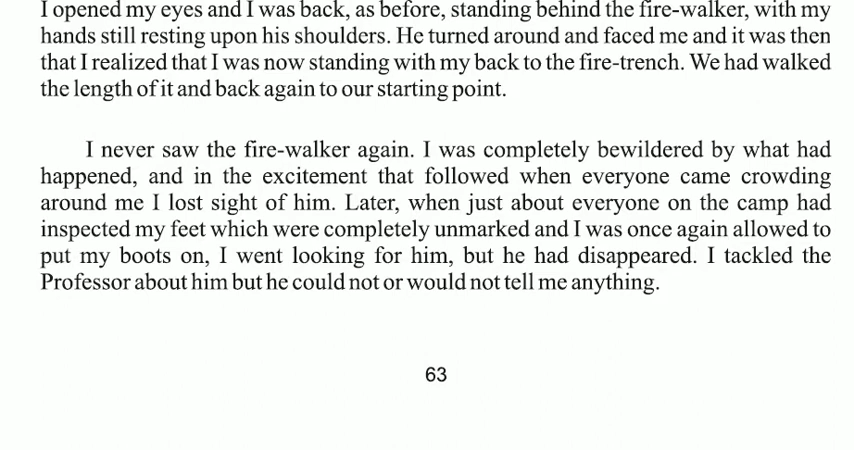 I opened my eyes and I was back, as before, standing behind the fire-walker, with my
hands still resting upon his shoulders. He turned around and faced me and it was then
that I realized that I was now standing with my back to the fire-trench. We had walked
the length of it and back again to our starting point.
I never saw the fire-walker again. I was completely bewildered by what had
happened, and in the excitement that followed when everyone came crowding
around me I lost sight of him. Later, when just about everyone on the camp had
inspected my feet which were completely unmarked and I was once again allowed to
put my boots on, I went looking for him, but he had disappeared. I tackled the
Professor about him but he could not or would not tell me anything.
63